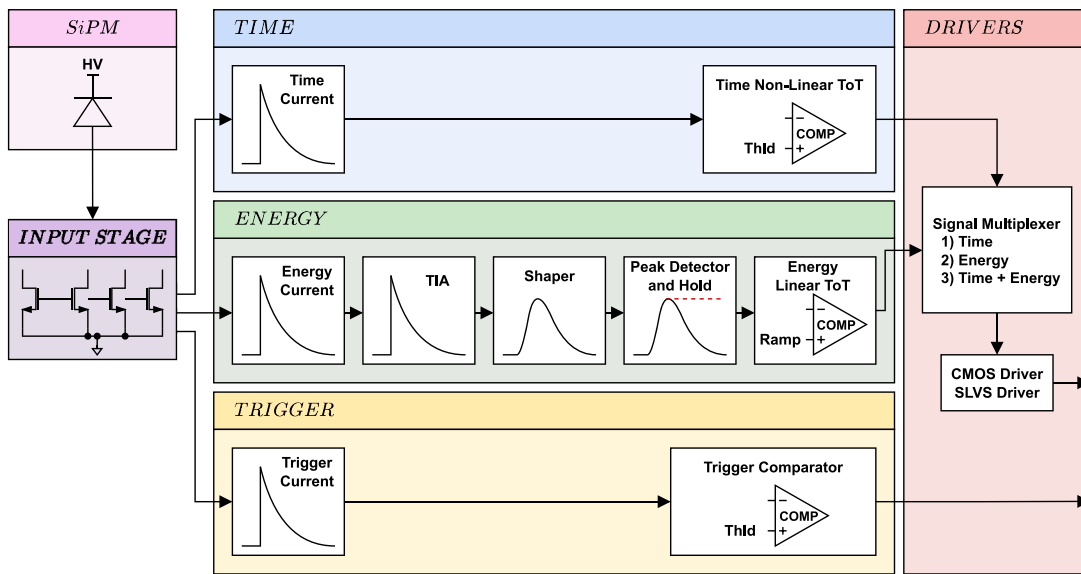 SiPM
HV
INPUT STAGE
TIME
Time
Current
Time Non-Linear ToT
COMP
Thld
ENERGY
Energy
Current
TIA
Shaper
Peak Detector
and Hold
Energy
Linear ToT
COMP
Ramp
TRIGGER
Trigger
Current
Trigger Comparator
COMP
Thld
DRIVERS
Signal Multiplexer
1) Time
2) Energy
3) Time + Energy
CMOS Driver
SLVS Driver